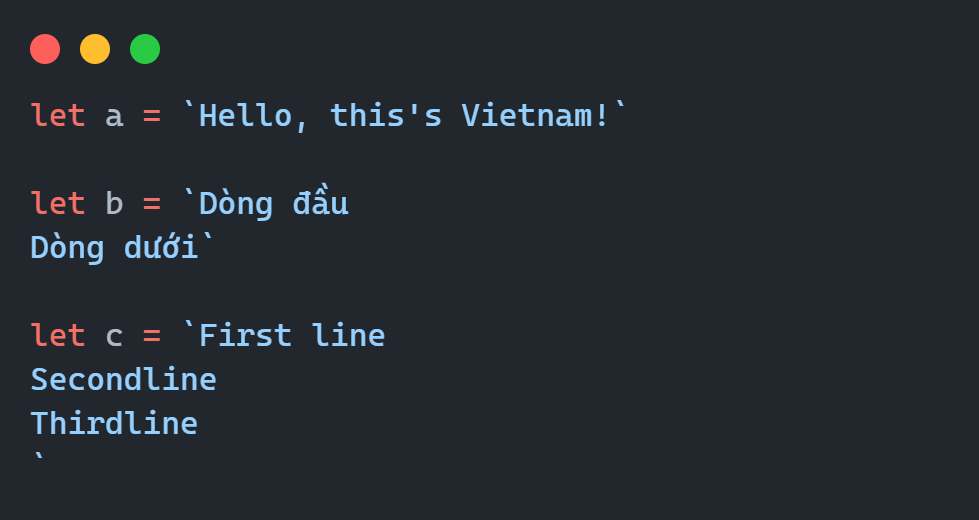 let a = `Hello, this's Vietnam!`
let b = `Dòng đầu
Dòng dưới`
let c = `First line
Secondline
Thirdline
`